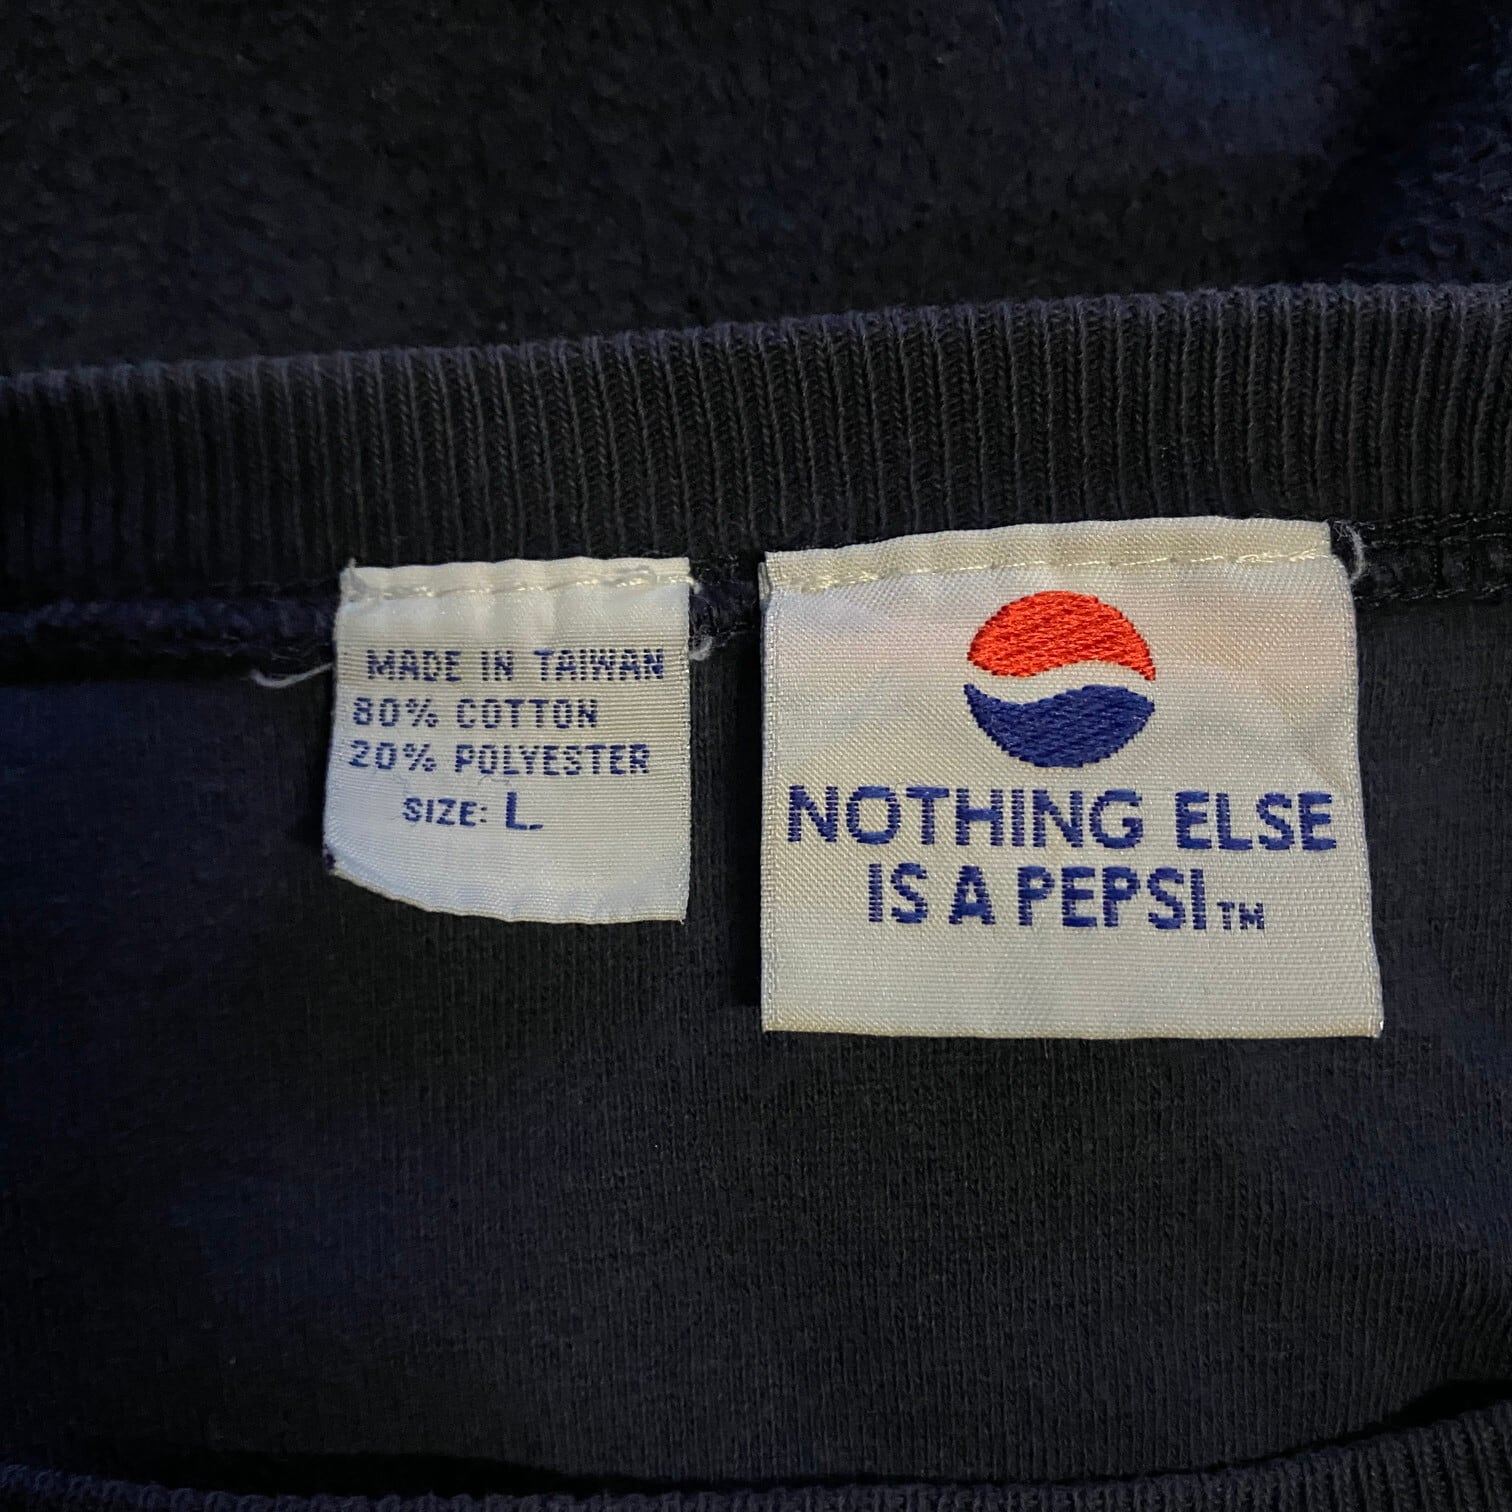 MADE IN TAIWAN
80% COTTON
20% POLYESTER
SIZE: L
NOTHING ELSE
IS A PEPSI™